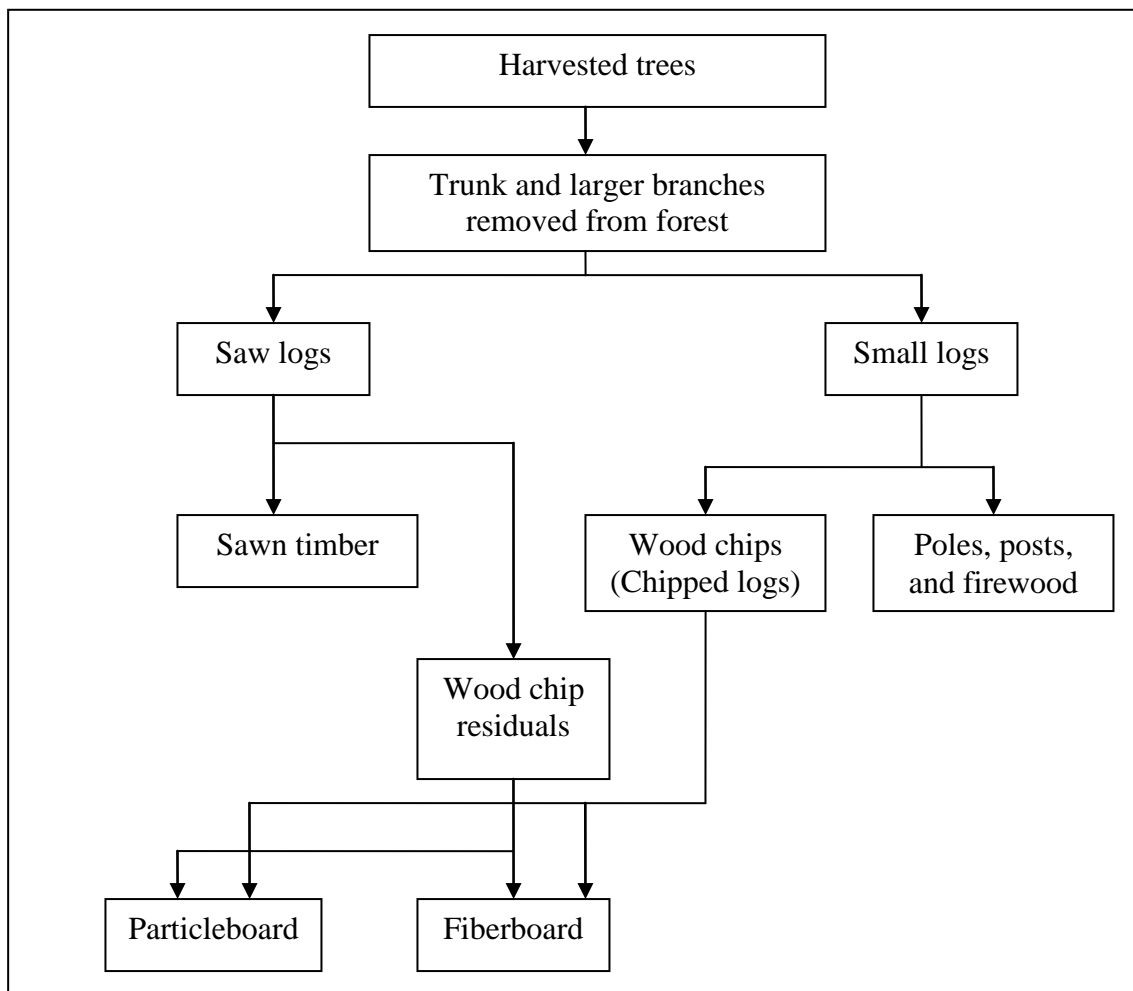 Harvested trees
Trunk and larger branches
removed from forest
Saw logs
Small logs
Sawn timber
Wood chips
(Chipped logs)
Poles, posts,
and firewood
Wood chip
residuals
Particleboard
Fiberboard